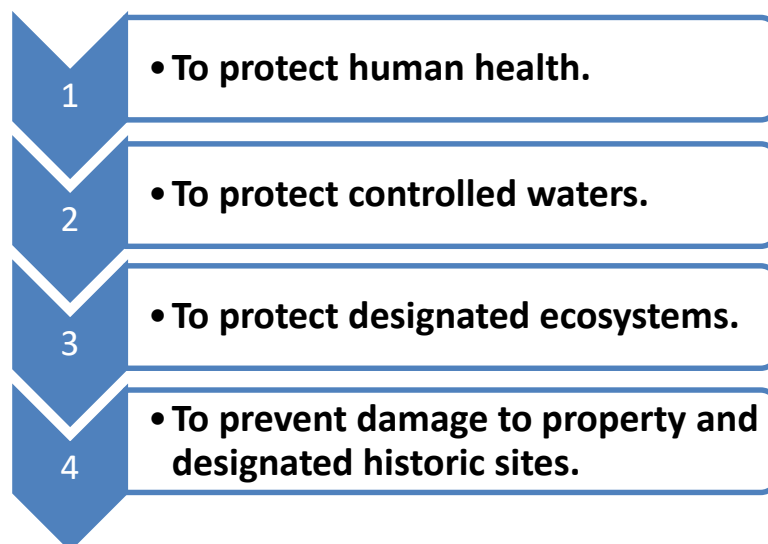 1
• To protect human health.
2
• To protect controlled waters.
3
• To protect designated ecosystems.
4
• To prevent damage to property and
designated historic sites.